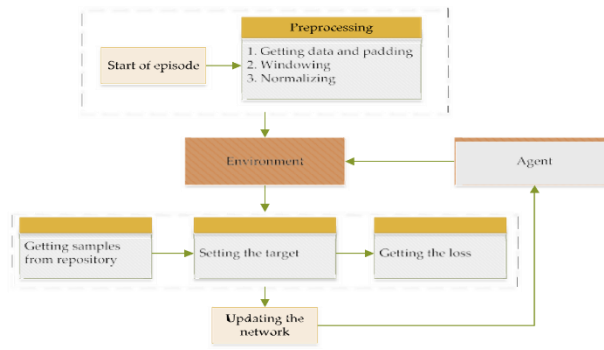 Preprocessing
Start of episode
1. Getting data and padding
2. Windowing
3. Normalizing
Environment
Agent
Getting samples
from repository
Setting the target
Getting the loss
Updating the
network